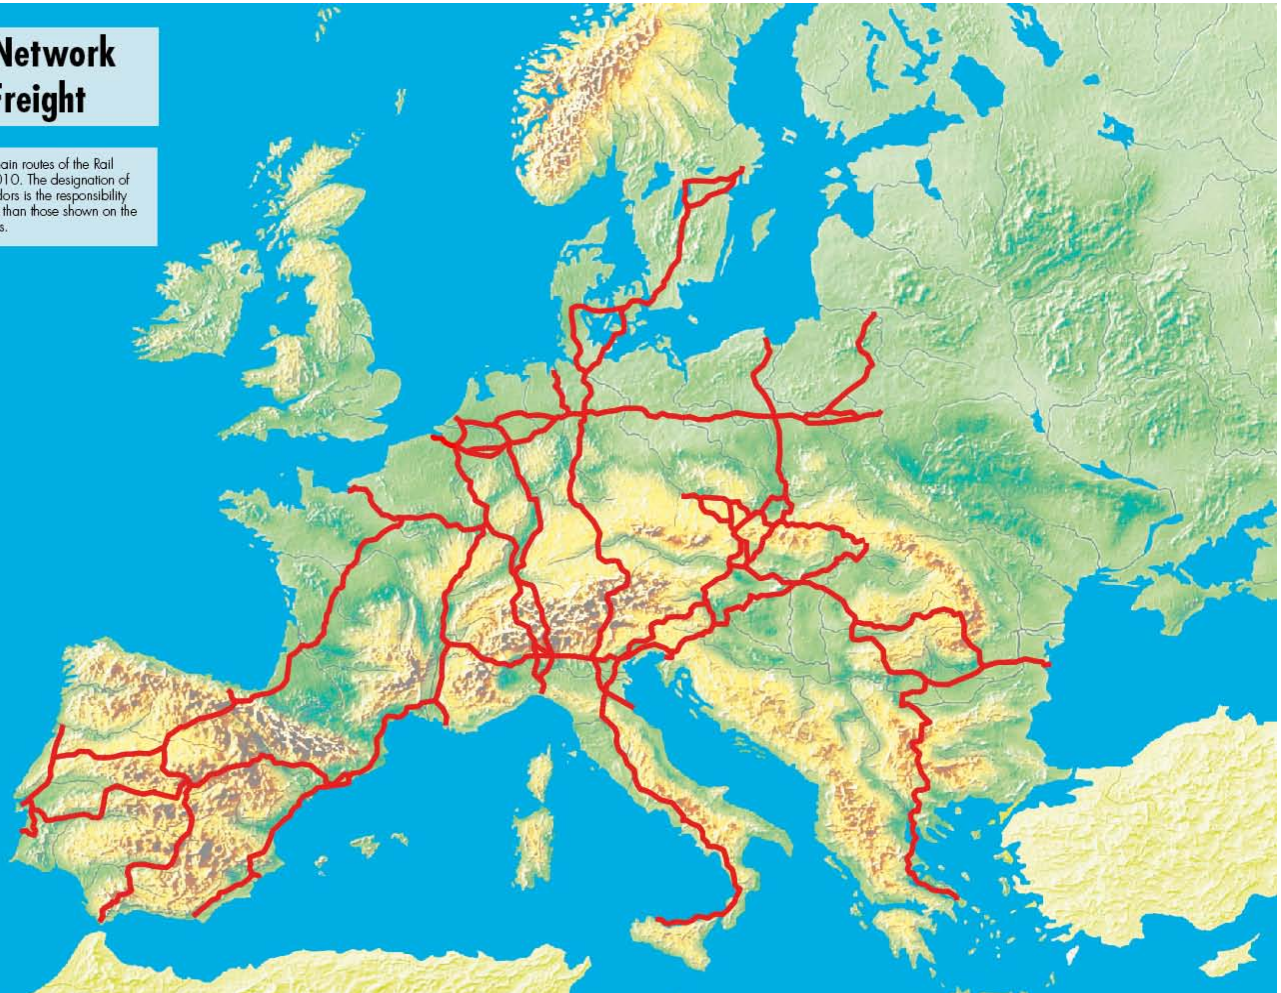 Network
Freight
ain routes of the Rail
010. The designation of
dors is the responsibility
than those shown on the
s.